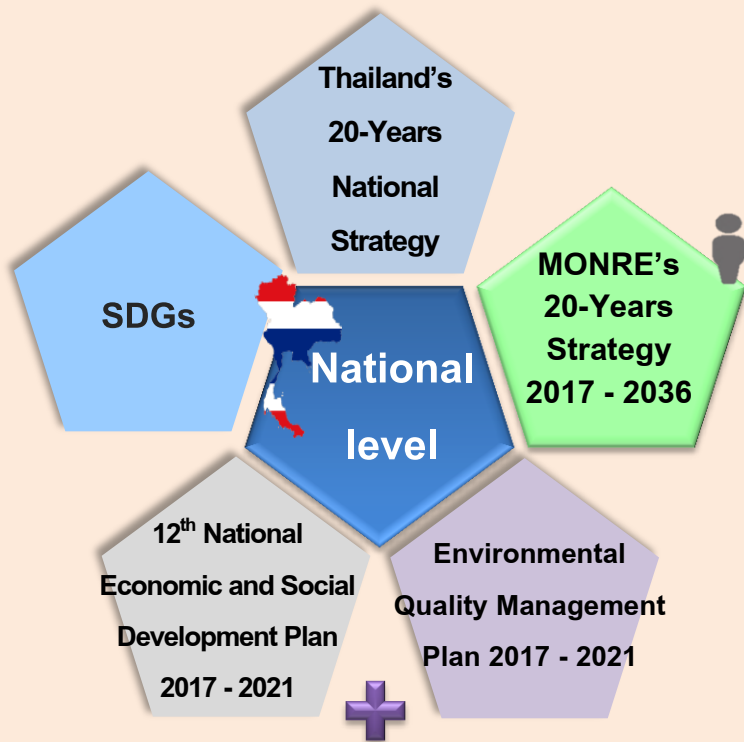 Thailand's
20-Years
National
Strategy
SDGs
MONRE's
20-Years
Strategy
2017 - 2036
National
level
12th National
Economic and Social
Development Plan
2017 - 2021
Environmental
Quality Management
Plan 2017 - 2021